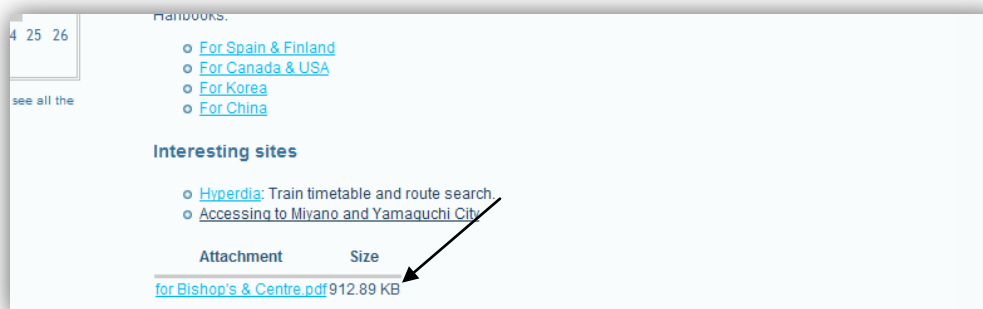 Hanbooks:
4 25 26
For Spain & Finland
For Canada & USA
For Korea
see all the
For China
Interesting sites
Hyperdia: Train timetable and route search.
Accessing to Miyano and Yamaguchi City
Attachment Size
for Bishop's & Centre.pdf 912.89 KB